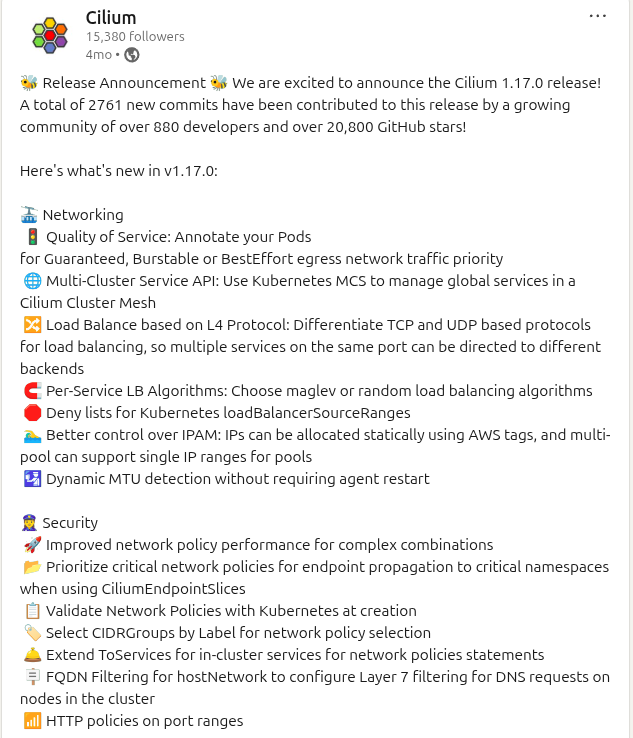 Cilium
15,380 followers
4mo •
🐝 Release Announcement 🐝 We are excited to announce the Cilium 1.17.0 release!
A total of 2761 new commits have been contributed to this release by a growing
community of over 880 developers and over 20,800 GitHub stars!
Here's what's new in v1.17.0:
🚠 Networking
🚦 Quality of Service: Annotate your Pods
for Guaranteed, Burstable or BestEffort egress network traffic priority
🌐 Multi-Cluster Service API: Use Kubernetes MCS to manage global services in a
Cilium Cluster Mesh
🔀 Load Balance based on L4 Protocol: Differentiate TCP and UDP based protocols
for load balancing, so multiple services on the same port can be directed to different
backends
🧲 Per-Service LB Algorithms: Choose maglev or random load balancing algorithms
🛑 Deny lists for Kubernetes loadBalancerSourceRanges
🏊 Better control over IPAM: IPs can be allocated statically using AWS tags, and multi-
pool can support single IP ranges for pools
🛂 Dynamic MTU detection without requiring agent restart
👮‍♀️ Security
🚀 Improved network policy performance for complex combinations
📂 Prioritize critical network policies for endpoint propagation to critical namespaces
when using CiliumEndpointSlices
📋 Validate Network Policies with Kubernetes at creation
🏷️ Select CIDRGroups by Label for network policy selection
🛎️ Extend ToServices for in-cluster services for network policies statements
🪧 FQDN Filtering for hostNetwork to configure Layer 7 filtering for DNS requests on
nodes in the cluster
📶 HTTP policies on port ranges